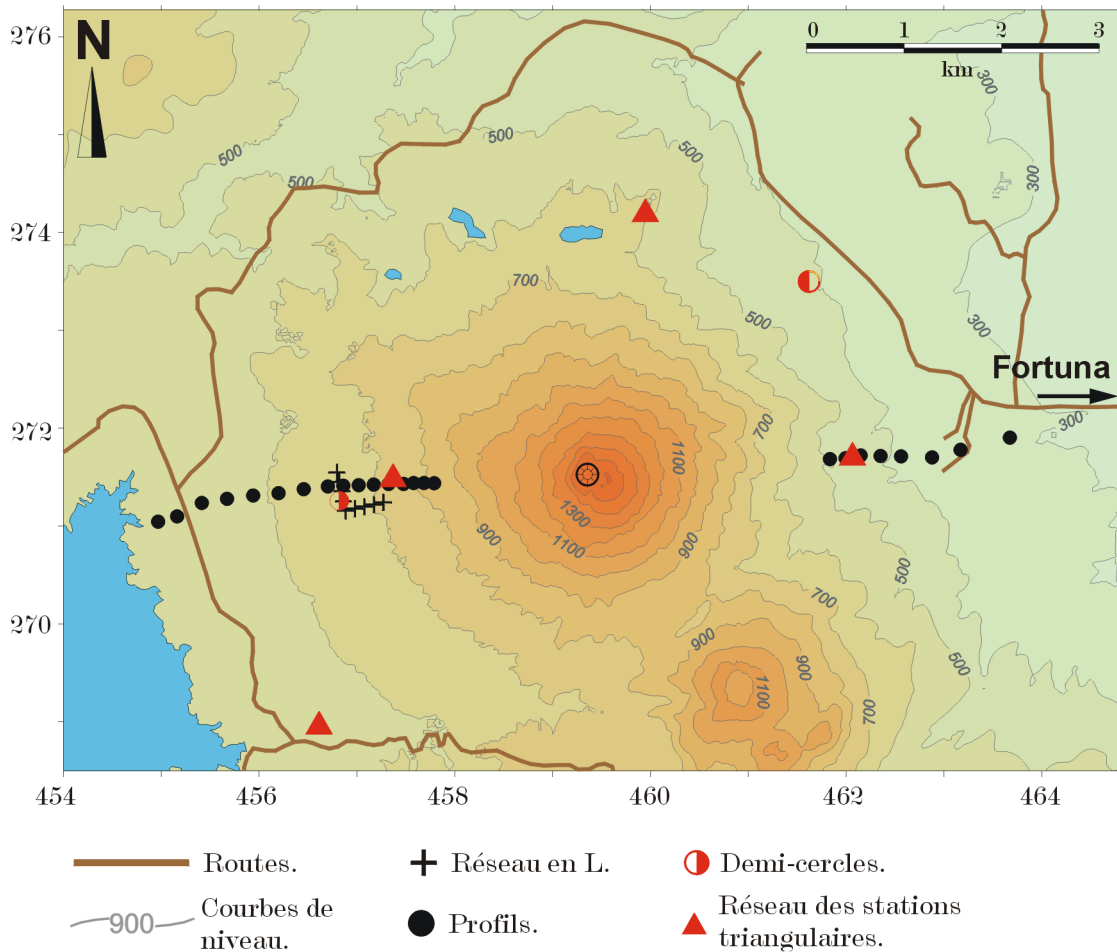 276
N
0 1 2 3
km
300
500
500
500
500
300
274
700
500
300
Fortuna
272
700
300
1100
900
1300
1100
900
500
270
700
900
900
500
1100
700
454 456 458 460 462 464
Routes.
Réseau en L.
Demi-cercles.
900
Courbes de
niveau.
Profils.
Réseau des stations
triangulaires.